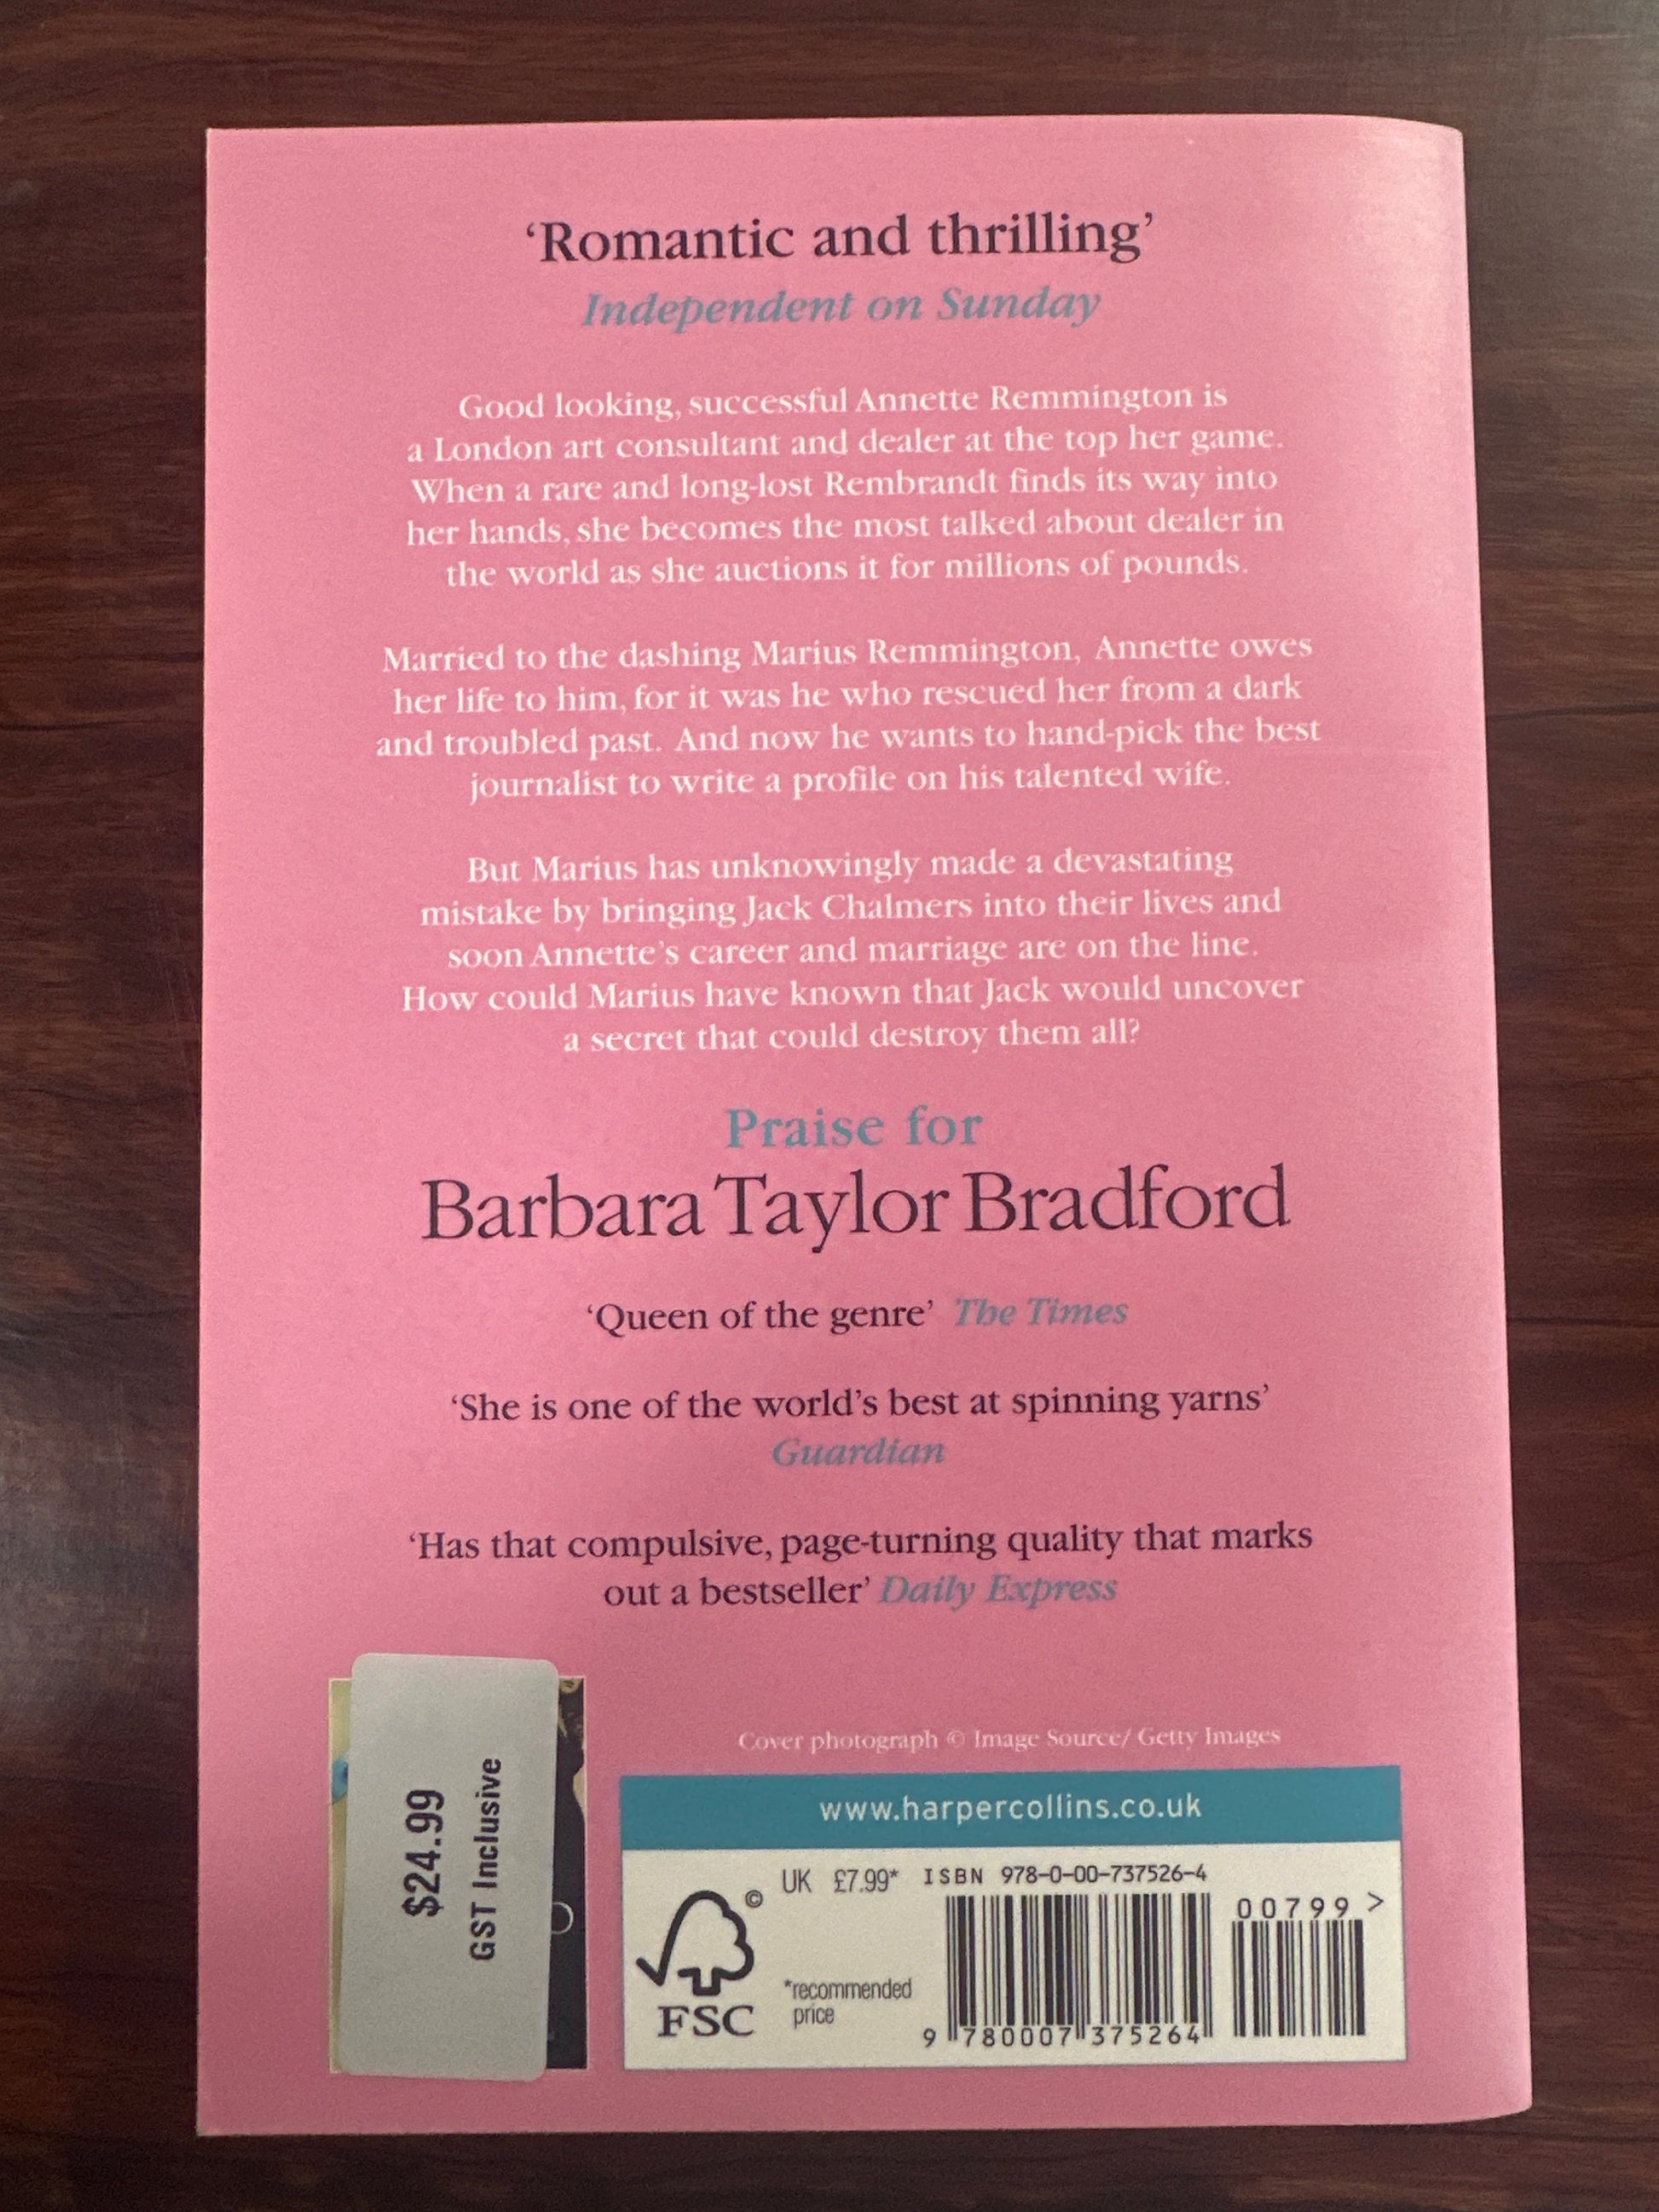 ‘Romantic and thrilling’
Independent on Sunday
Good looking, successful Annette Remmington is
a London art consultant and dealer at the top her game.
When a rare and long-lost Rembrandt finds its way into
her hands, she becomes the most talked about dealer in
the world as she auctions it for millions of pounds.
Married to the dashing Marius Remmington, Annette owes
her life to him, for it was he who rescued her from a dark
and troubled past. And now he wants to hand-pick the best
journalist to write a profile on his talented wife.
But Marius has unknowingly made a devastating
mistake by bringing Jack Chalmers into their lives and
soon Annette’s career and marriage are on the line.
How could Marius have known that Jack would uncover
a secret that could destroy them all?
Praise for
Barbara Taylor Bradford
‘Queen of the genre’ The Times
‘She is one of the world’s best at spinning yarns’
Guardian
‘Has that compulsive, page-turning quality that marks
out a bestseller’ Daily Express
$24.99
GST Inclusive
Cover photograph © Image Source/ Getty Images
www.harpercollins.co.uk
UK £7.99* ISBN 978-0-00-737526-4
00799 >
©
FSC
*recommended
price
9 780007 375264